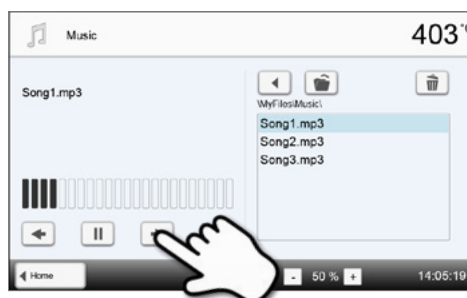 Music
403 °C
Song1.mp3
\MyFiles\Music\
Song1.mp3
Song2.mp3
Song3.mp3
Home
- 50 % +
14:05:19